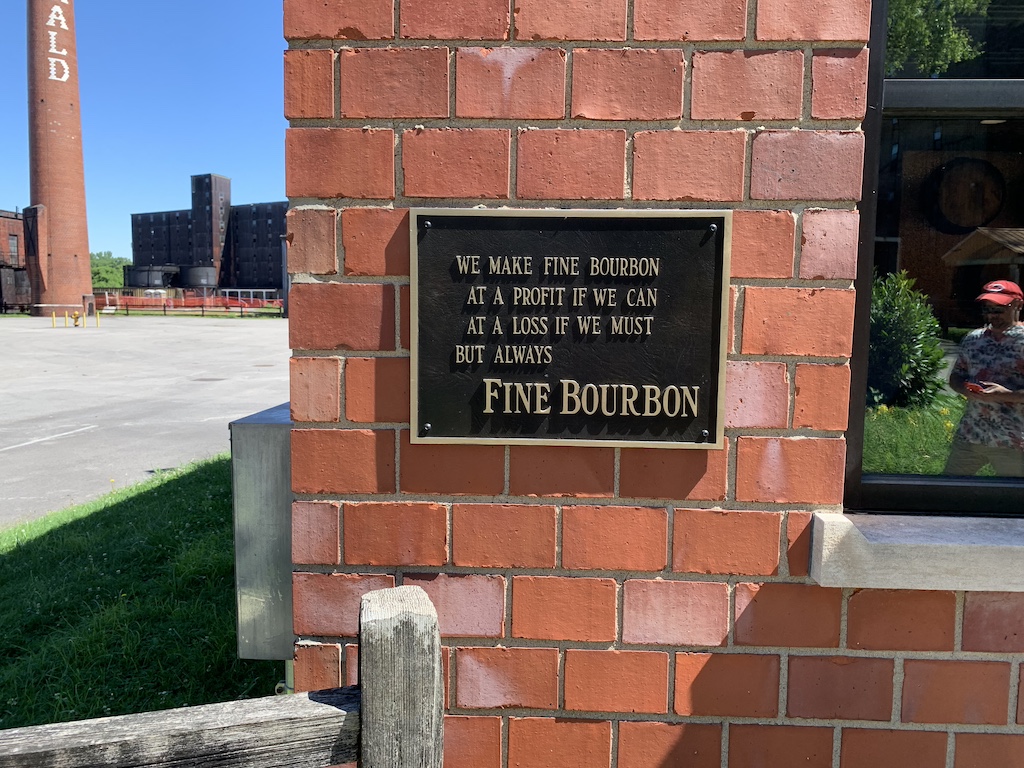 ALD
WE MAKE FINE BOURBON
AT A PROFIT IF WE CAN
AT A LOSS IF WE MUST
BUT ALWAYS
FINE BOURBON